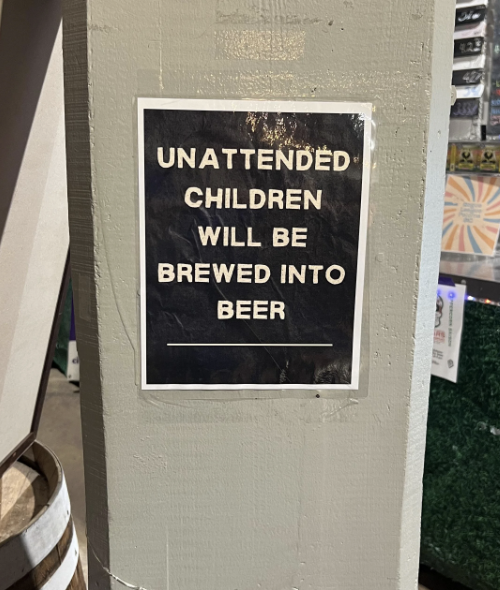 UNATTENDED
CHILDREN
WILL BE
BREWED INTO
BEER